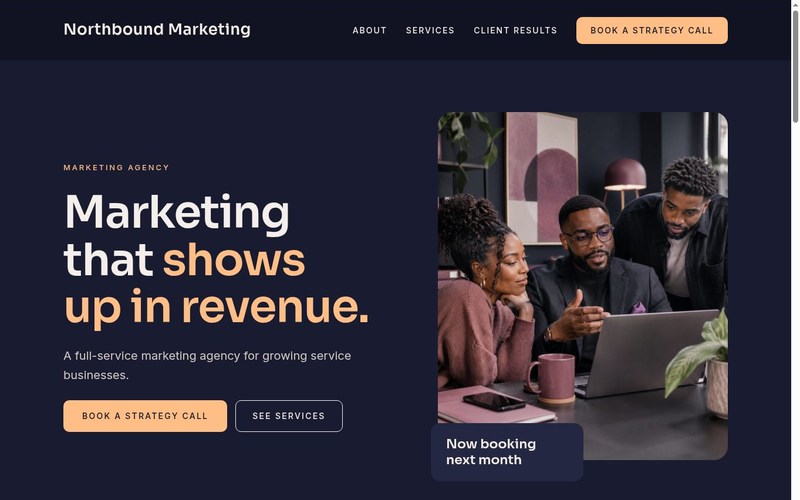 Northbound Marketing
ABOUT SERVICES CLIENT RESULTS BOOK A STRATEGY CALL
MARKETING AGENCY
Marketing
that shows
up in revenue.
A full-service marketing agency for growing service
businesses.
BOOK A STRATEGY CALL SEE SERVICES
Now booking
next month